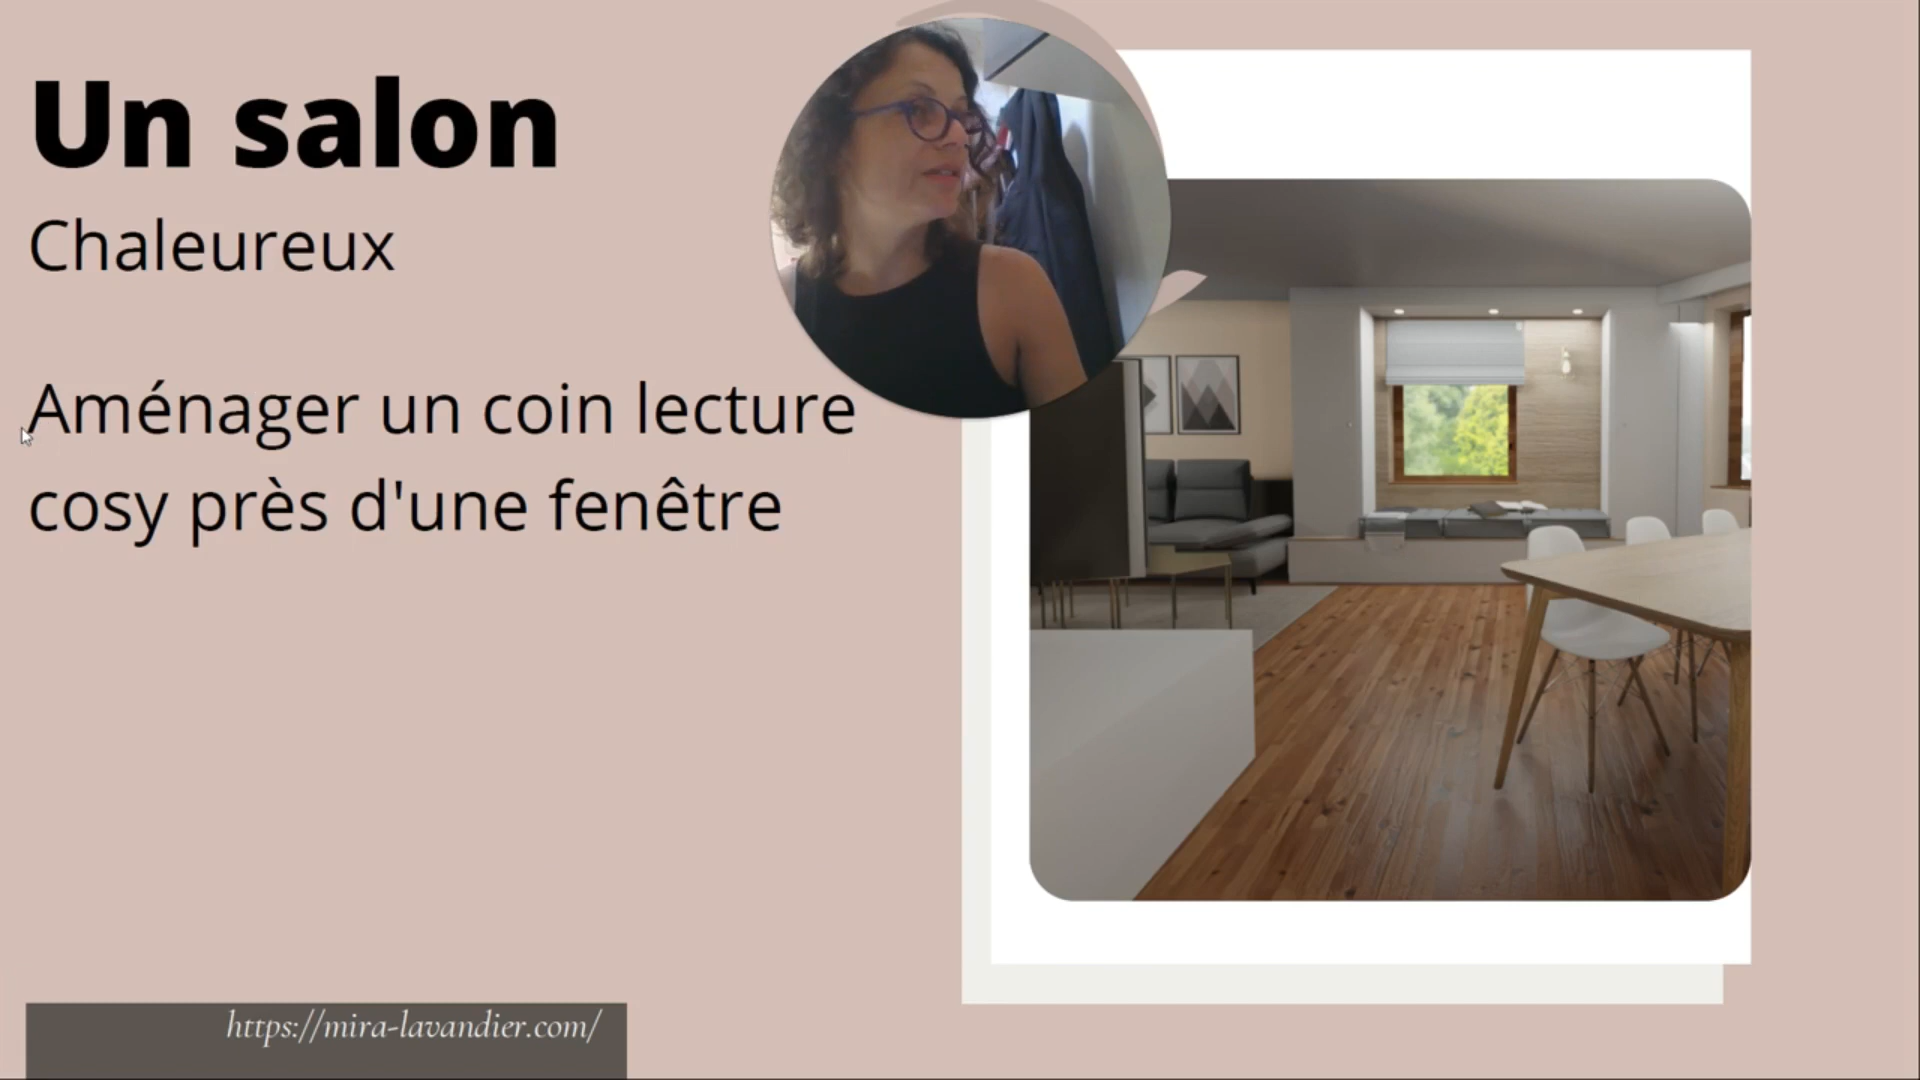 Un salon
Chaleureux
Aménager un coin lecture
cosy près d'une fenêtre
https://mira-lavandier.com/